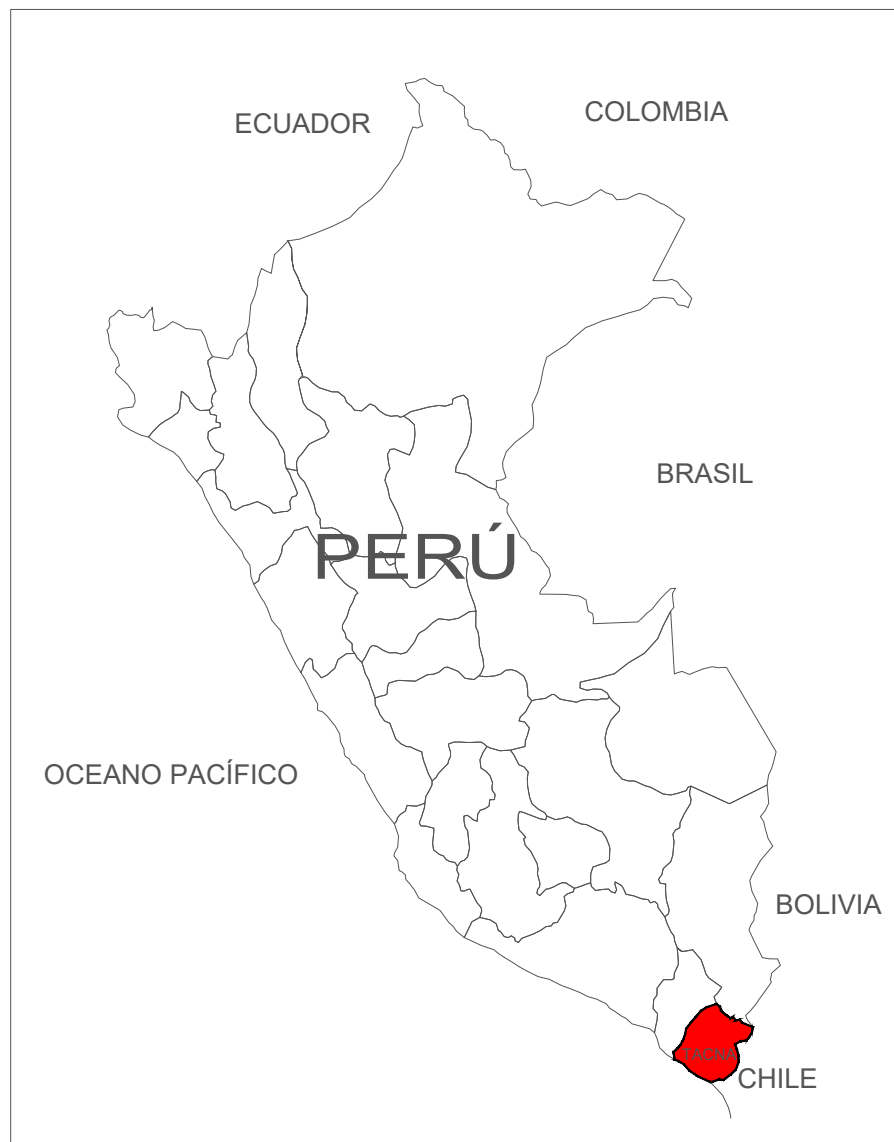 COLOMBIA
ECUADOR
BRASIL
PERÚ
OCEANO PACÍFICO
BOLIVIA
TACNA
CHILE